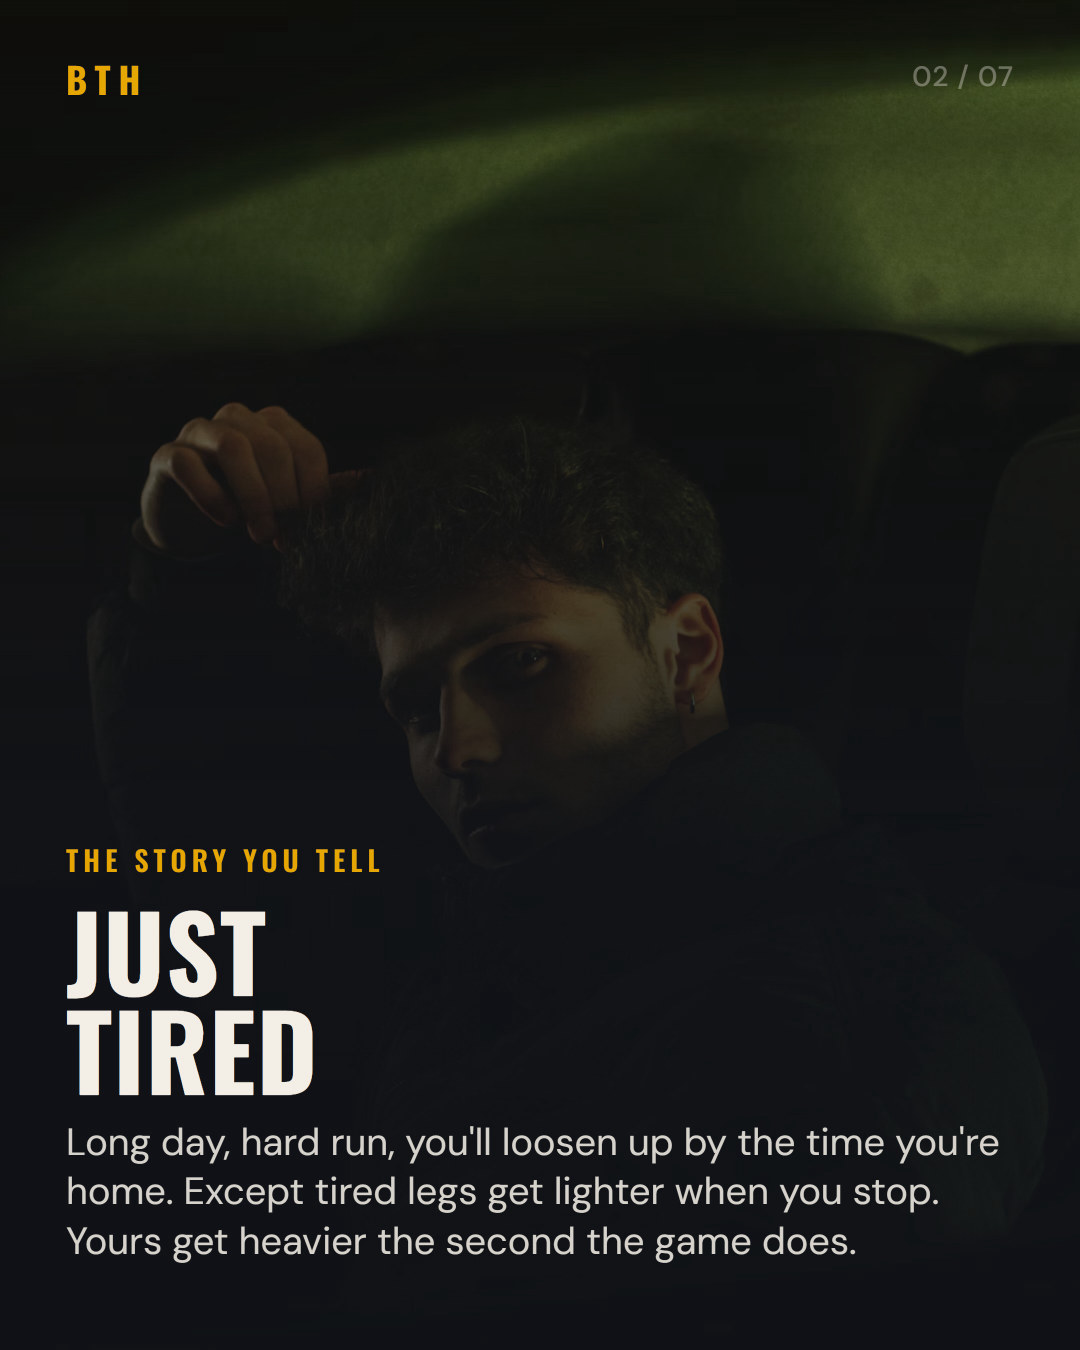 BTH
02 / 07
THE STORY YOU TELL
JUST
TIRED
Long day, hard run, you'll loosen up by the time you're
home. Except tired legs get lighter when you stop.
Yours get heavier the second the game does.